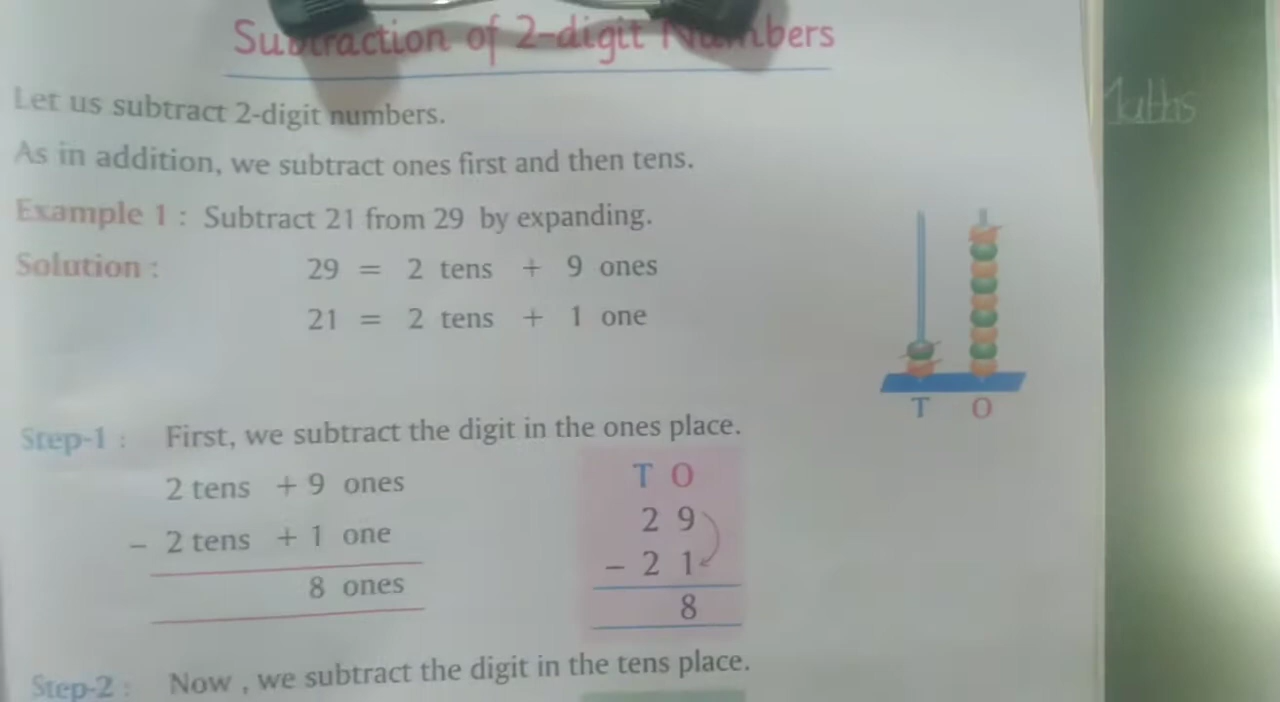 Subtraction of 2-digit Numbers
Let us subtract 2-digit numbers.
As in addition, we subtract ones first and then tens.
Example 1 : Subtract 21 from 29 by expanding.
Solution : 29 = 2 tens + 9 ones
21 = 2 tens + 1 one
T O
Step-1 : First, we subtract the digit in the ones place.
2 tens + 9 ones
- 2 tens + 1 one
8 ones
T O
2 9
- 2 1
8
Step-2 : Now , we subtract the digit in the tens place.
Maths